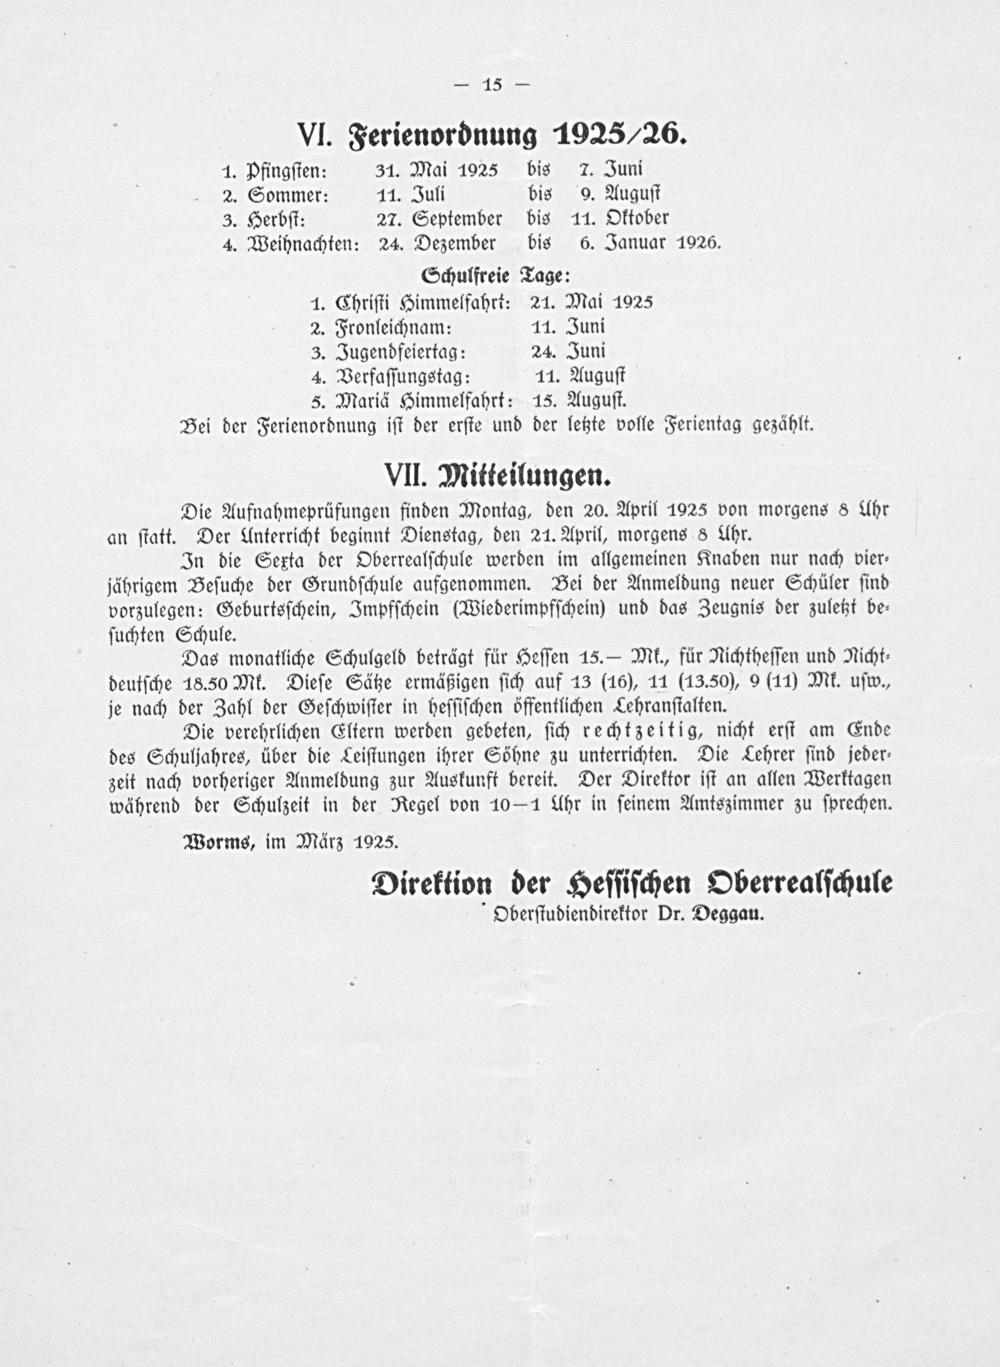 — 15 —
VI. Ferienordnung 1925/26.
1. Pfingsten: 31. Mai 1925 bis 7. Juni
2. Sommer: 11. Juli bis 9. August
3. Herbst: 27. September bis 11. Oktober
4. Weihnachten: 24. Dezember bis 6. Januar 1926.
Schulfreie Tage:
1. Christi Himmelfahrt: 21. Mai 1925
2. Fronleichnam: 11. Juni
3. Jugendfeiertag: 24. Juni
4. Verfassungstag: 11. August
5. Mariä Himmelfahrt: 15. August.
Bei der Ferienordnung ist der erste und der letzte volle Ferientag gezählt.
VII. Mitteilungen.
Die Aufnahmeprüfungen finden Montag, den 20. April 1925 von morgens 8 Uhr
an statt. Der Unterricht beginnt Dienstag, den 21. April, morgens 8 Uhr.
In die Sexta der Oberrealschule werden im allgemeinen Knaben nur nach vier-
jährigem Besuche der Grundschule aufgenommen. Bei der Anmeldung neuer Schüler sind
vorzulegen: Geburtsschein, Impfschein (Wiederimpfschein) und das Zeugnis der zuletzt be-
suchten Schule.
Das monatliche Schulgeld beträgt für Hessen 15.— Mk., für Nichthessen und Nicht-
deutsche 18.50 Mk. Diese Sätze ermäßigen sich auf 13 (16), 11 (13.50), 9 (11) Mk. usw.,
je nach der Zahl der Geschwister in hessischen öffentlichen Lehranstalten.
Die verehrlichen Eltern werden gebeten, sich rechtzeitig, nicht erst am Ende
des Schuljahres, über die Leistungen ihrer Söhne zu unterrichten. Die Lehrer sind jeder-
zeit nach vorheriger Anmeldung zur Auskunft bereit. Der Direktor ist an allen Werktagen
während der Schulzeit in der Regel von 10—1 Uhr in seinem Amtszimmer zu sprechen.
Worms, im März 1925.
Direktion der Hessischen Oberrealschule
Oberstudiendirektor Dr. Deggau.